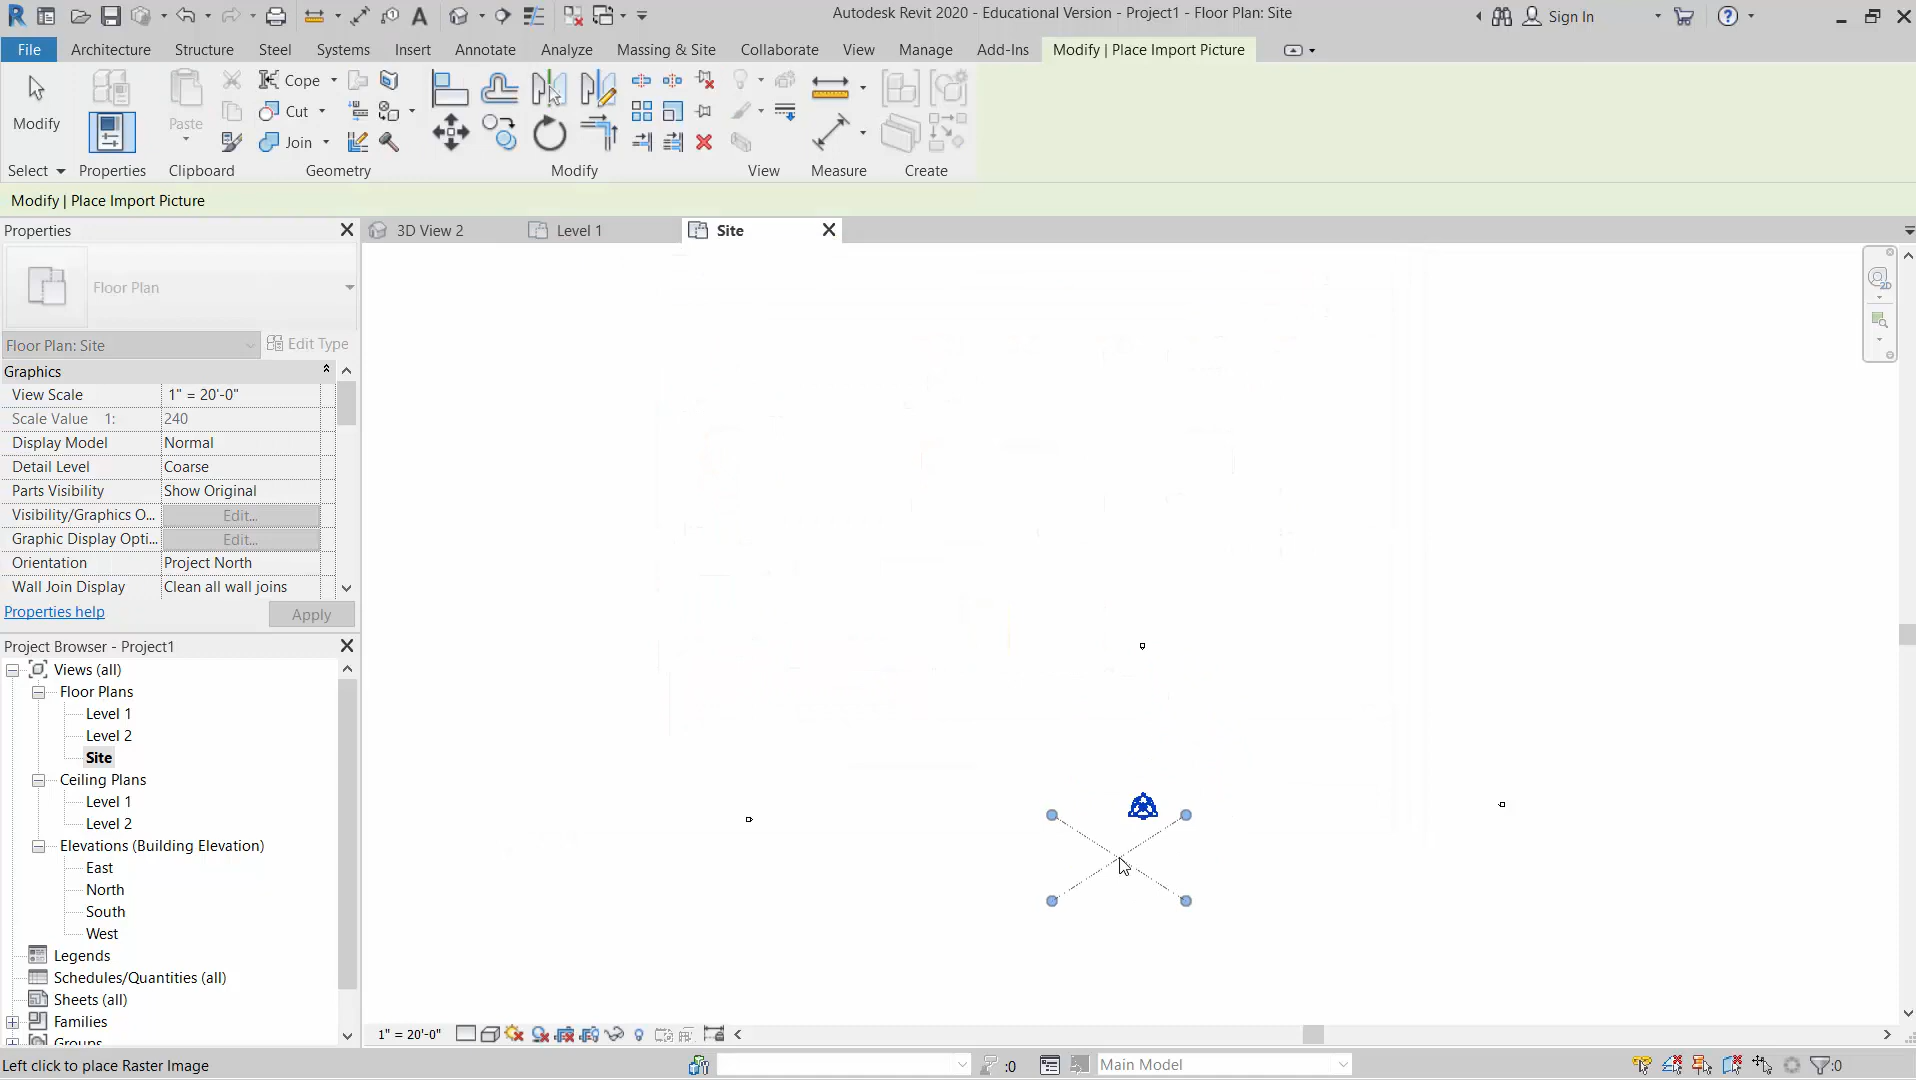 Autodesk Revit 2020 - Educational Version - Project1 - Floor Plan: Site
Sign In
File Architecture Structure Steel Systems Insert Annotate Analyze Massing & Site Collaborate View Manage Add-Ins Modify | Place Import Picture
Modify
Paste
Cope
Cut
Join
Select Properties Clipboard Geometry Modify View Measure Create
Modify | Place Import Picture
Properties
3D View 2
Level 1
Site
Floor Plan
Floor Plan: Site
Edit Type
Graphics
View Scale 1" = 20'-0"
Scale Value 1: 240
Display Model Normal
Detail Level Coarse
Parts Visibility Show Original
Visibility/Graphics O... Edit...
Graphic Display Opti... Edit...
Orientation Project North
Wall Join Display Clean all wall joins
Properties help
Apply
Project Browser - Project1
Views (all)
Floor Plans
Level 1
Level 2
Site
Ceiling Plans
Level 1
Level 2
Elevations (Building Elevation)
East
North
South
West
Legends
Schedules/Quantities (all)
Sheets (all)
Families
Groups
1" = 20'-0"
2D
Left click to place Raster Image
:0
Main Model
:0